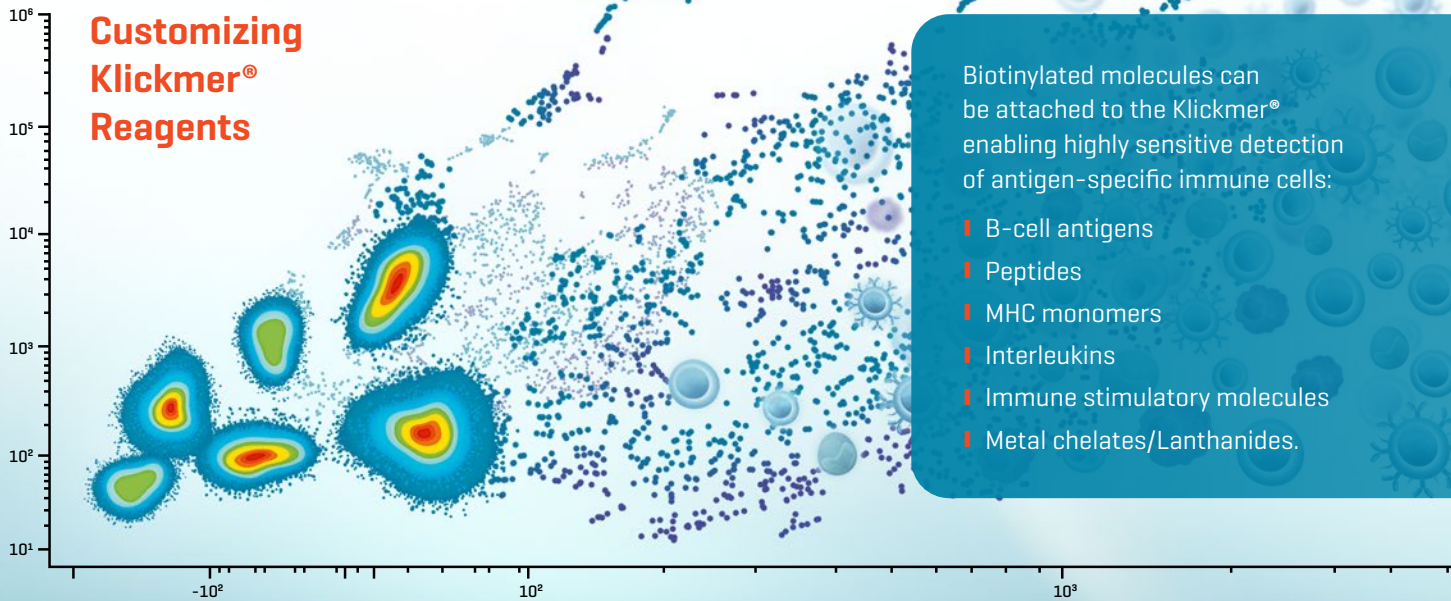 Customizing
Klickmer®
Reagents
Biotinylated molecules can
be attached to the Klickmer®
enabling highly sensitive detection
of antigen-specific immune cells:
B-cell antigens
Peptides
MHC monomers
Interleukins
Immune stimulatory molecules
Metal chelates/Lanthanides.
10⁶
10⁵
10⁴
10³
10²
10¹
-10²
10²
10³